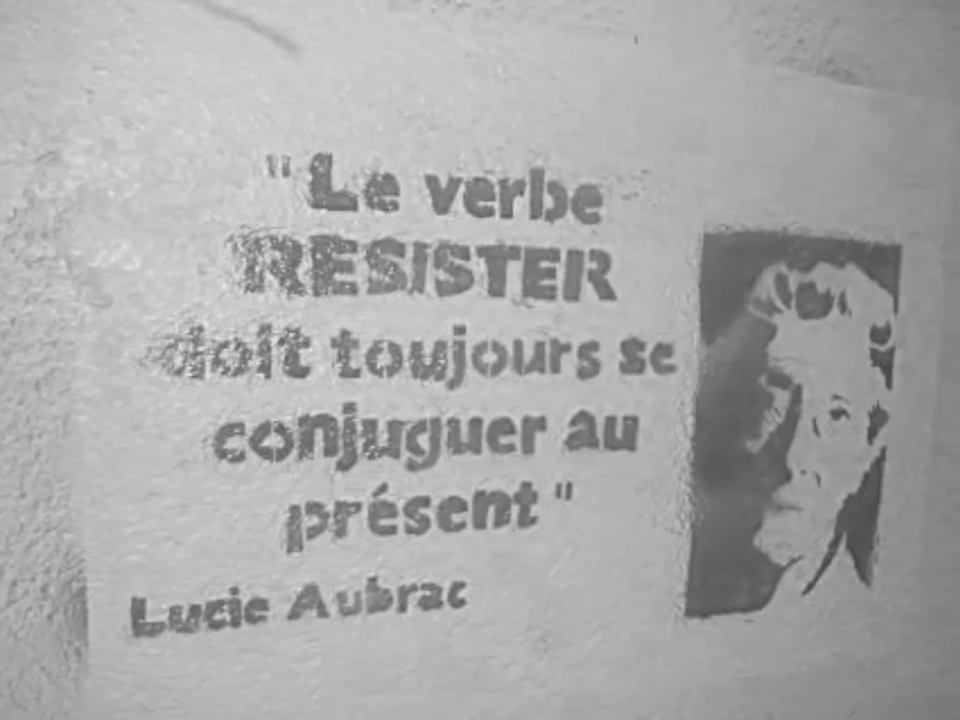 "Le verbe
RESISTER
doit toujours se
conjuguer au
présent"
Lucie Aubrac